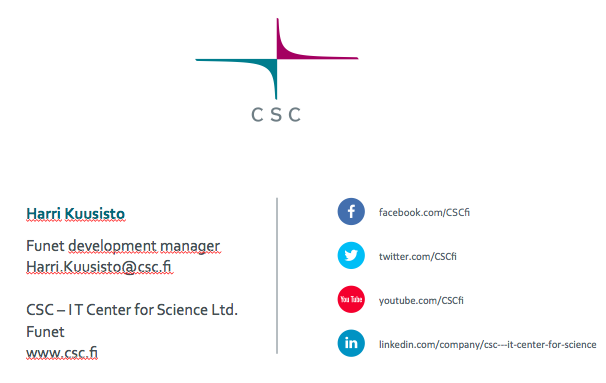 CSC
Harri Kuusisto
Funet development manager
Harri.Kuusisto@csc.fi
CSC – IT Center for Science Ltd.
Funet
www.csc.fi
f
facebook.com/CSCfi
twitter.com/CSCfi
You Tube
youtube.com/CSCfi
in
linkedin.com/company/csc---it-center-for-science